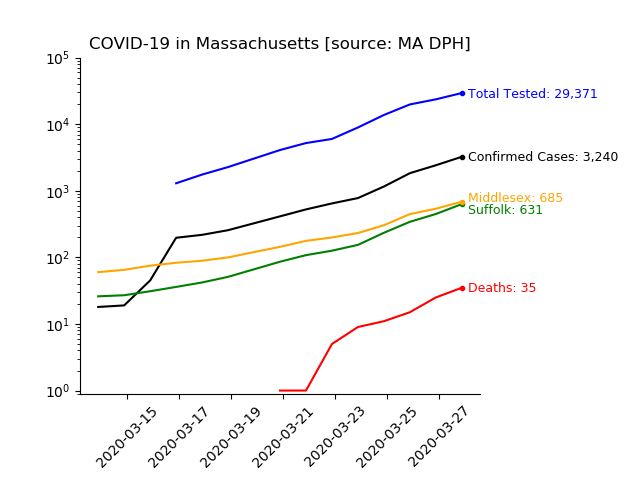 COVID-19 in Massachusetts [source: MA DPH]
10^5
10^4
10^3
10^2
10^1
10^0
Total Tested: 29,371
Confirmed Cases: 3,240
Middlesex: 685
Suffolk: 631
Deaths: 35
2020-03-15
2020-03-17
2020-03-19
2020-03-21
2020-03-23
2020-03-25
2020-03-27